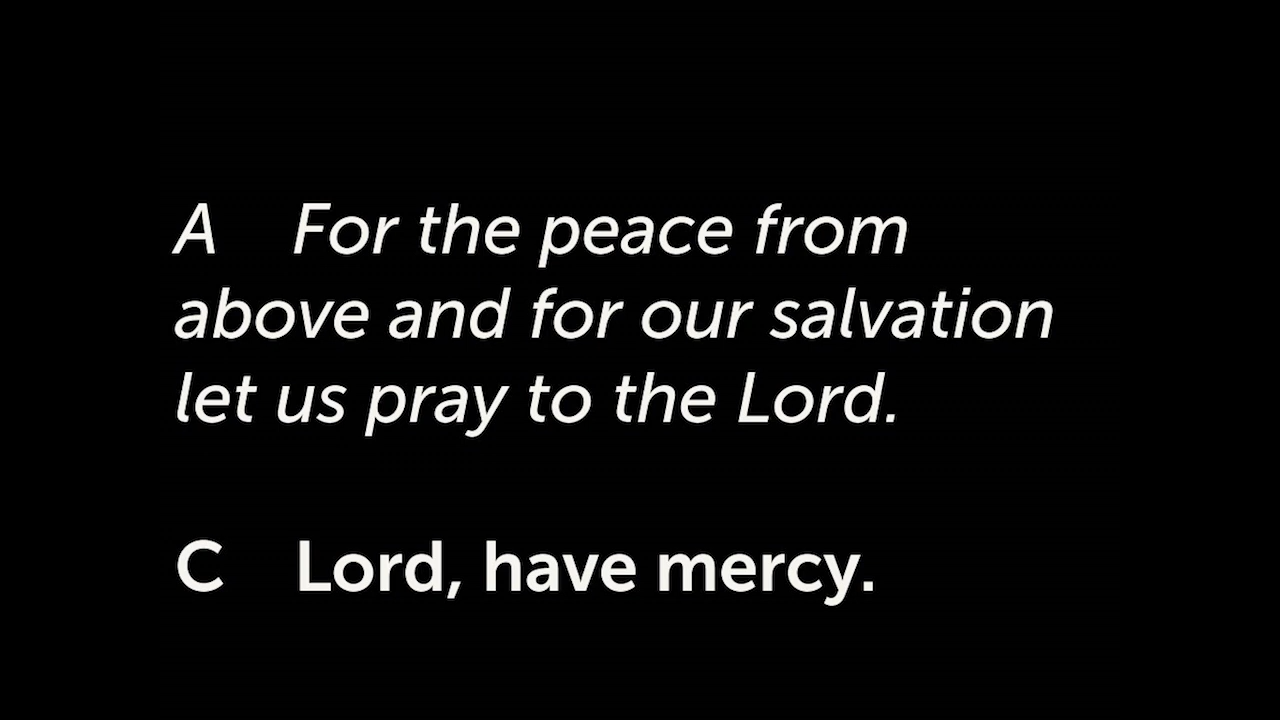 A For the peace from
above and for our salvation
let us pray to the Lord.
C Lord, have mercy.